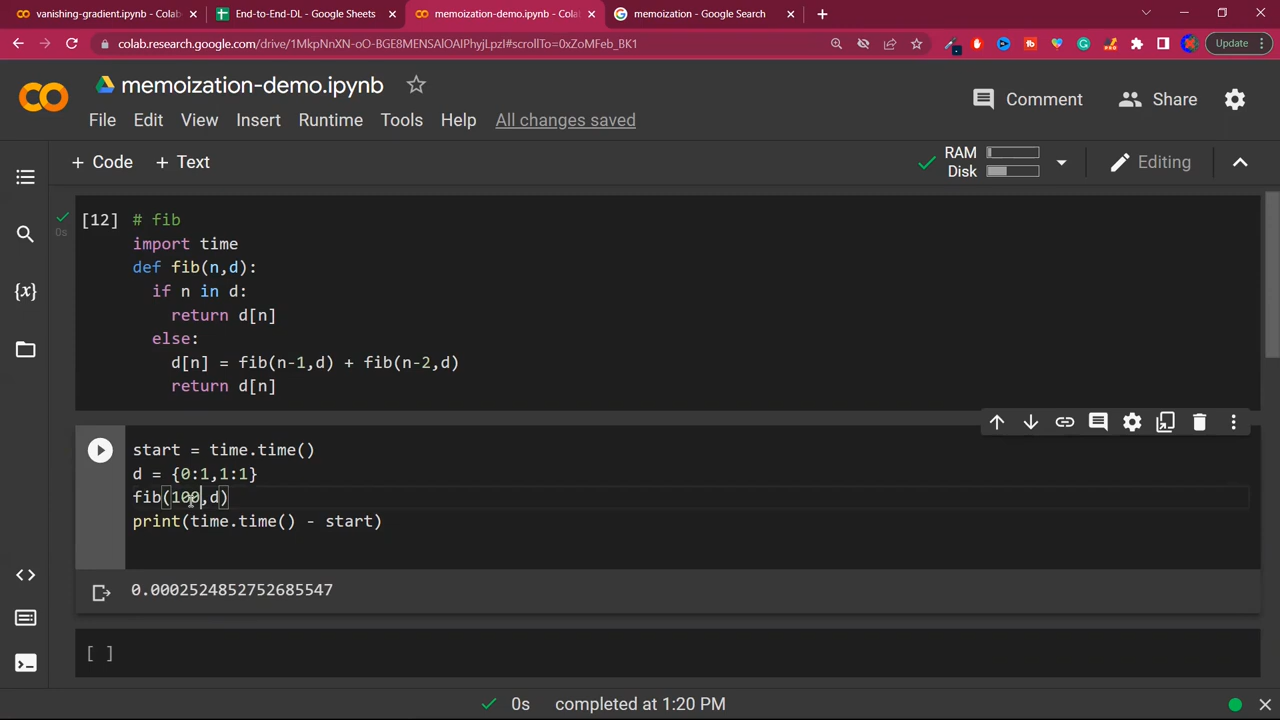 vanishing-gradient.ipynb - Colab
End-to-End-DL - Google Sheets
memoization-demo.ipynb - Colab
memoization - Google Search
colab.research.google.com/drive/1MkpNnXN-oO-BGE8MENSAlOAIPhyjLpzI#scrollTo=0xZoMFeb_BK1
Update
memoization-demo.ipynb
File Edit View Insert Runtime Tools Help All changes saved
Comment Share
+ Code + Text
RAM
Disk
Editing
[12]
0s
# fib
import time
def fib(n,d):
if n in d:
return d[n]
else:
d[n] = fib(n-1,d) + fib(n-2,d)
return d[n]
start = time.time()
d = {0:1,1:1}
fib(100,d)
print(time.time() - start)
0.0002524852752685547
[ ]
0s completed at 1:20 PM